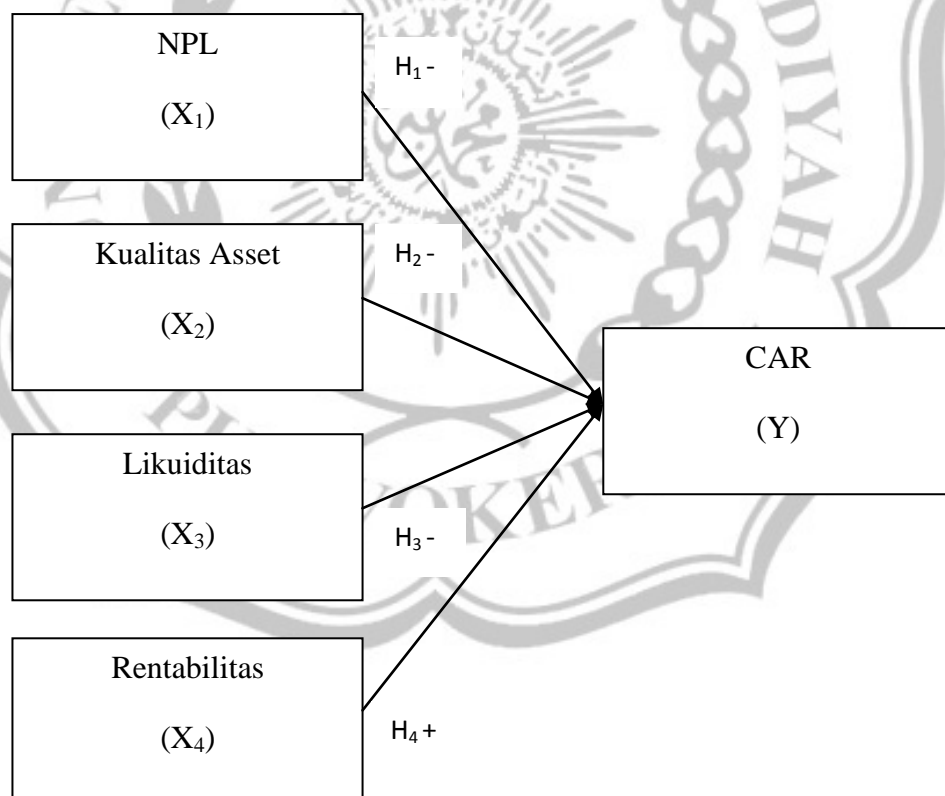 NPL
(X₁)
H₁ -
Kualitas Asset
(X₂)
H₂ -
CAR
(Y)
Likuiditas
(X₃)
H₃ -
Rentabilitas
(X₄)
H₄ +